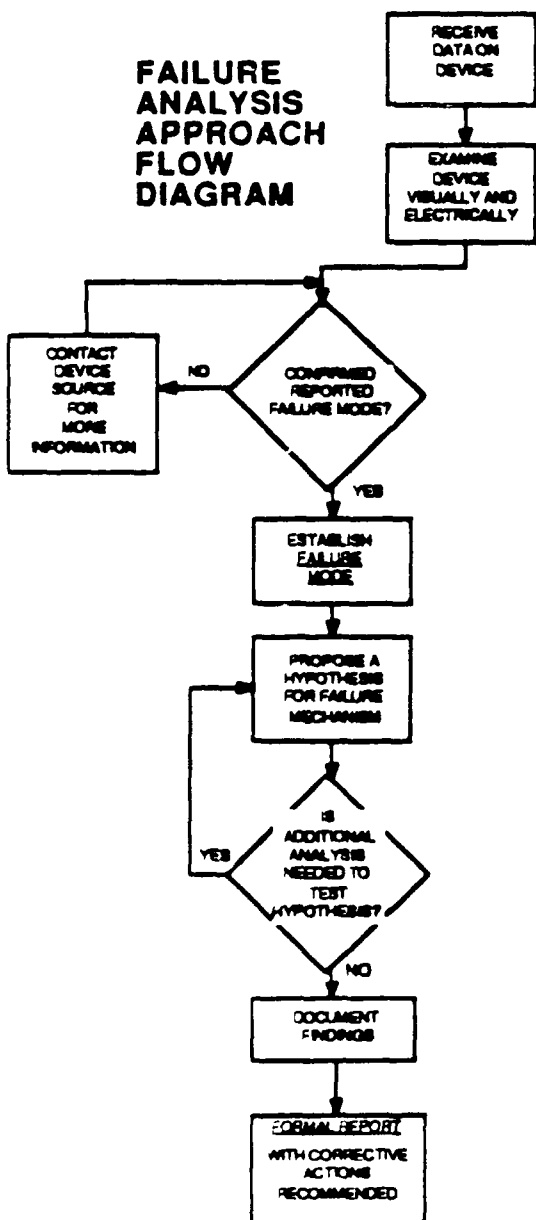 FAILURE
ANALYSIS
APPROACH
FLOW
DIAGRAM
RECEIVE
DATA ON
DEVICE
EXAMINE
DEVICE
VISUALLY AND
ELECTRICALLY
CONTACT
DEVICE
SOURCE
FOR
MORE
INFORMATION
NO
CONFIRMED
REPORTED
FAILURE MODE?
YES
ESTABLISH
FAILURE
MODE
PROPOSE A
HYPOTHESIS
FOR FAILURE
MECHANISM
IS
ADDITIONAL
ANALYSIS
NEEDED TO
TEST
HYPOTHESIS?
YES
NO
DOCUMENT
FINDINGS
FORMAL REPORT
WITH CORRECTIVE
ACTIONS
RECOMMENDED